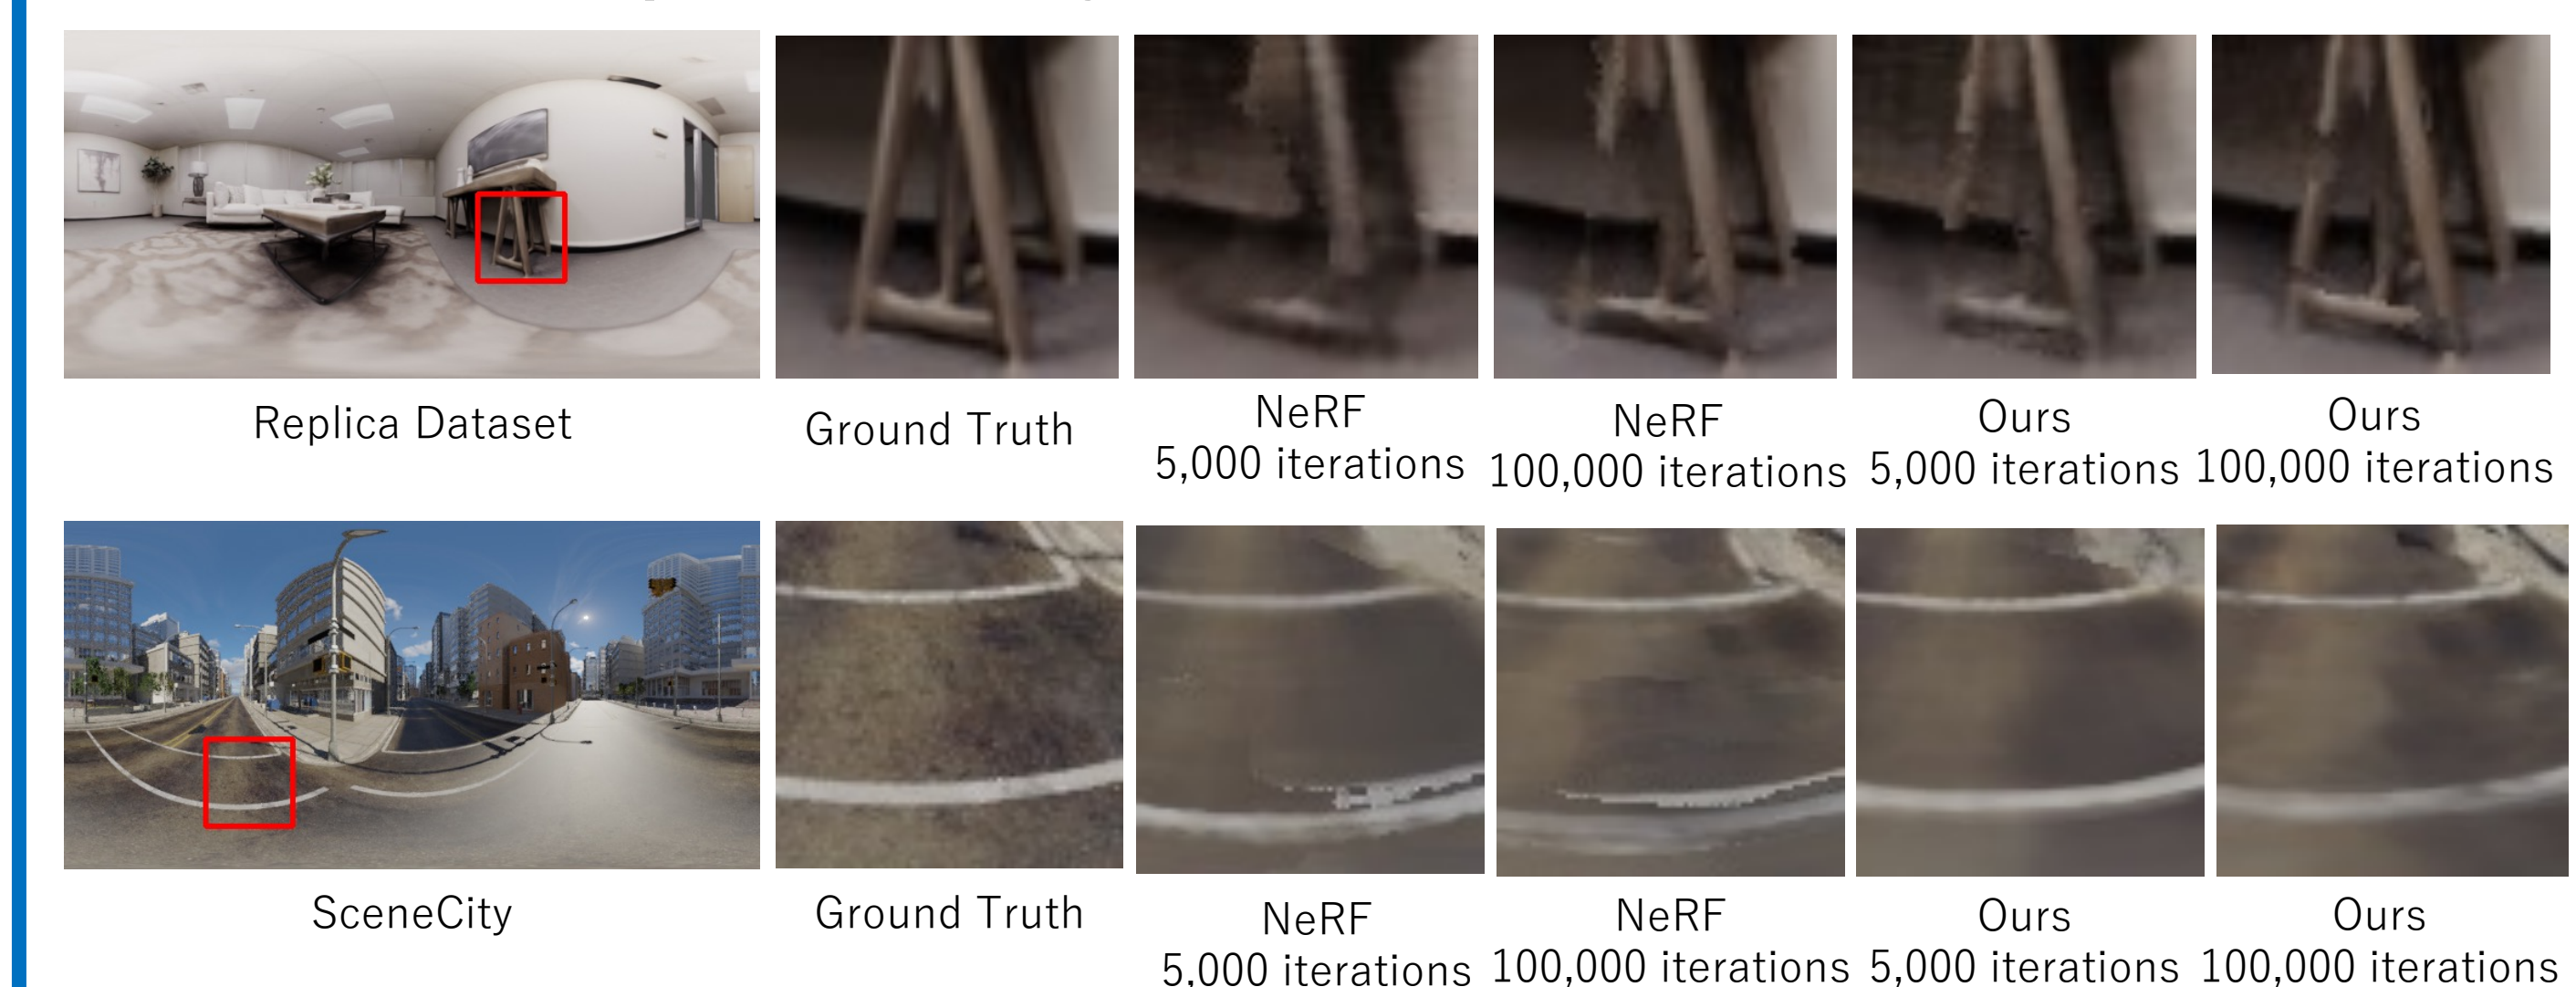 Replica Dataset
Ground Truth
NeRF
5,000 iterations
NeRF
100,000 iterations
Ours
5,000 iterations
Ours
100,000 iterations
SceneCity
Ground Truth
NeRF
5,000 iterations
NeRF
100,000 iterations
Ours
5,000 iterations
Ours
100,000 iterations